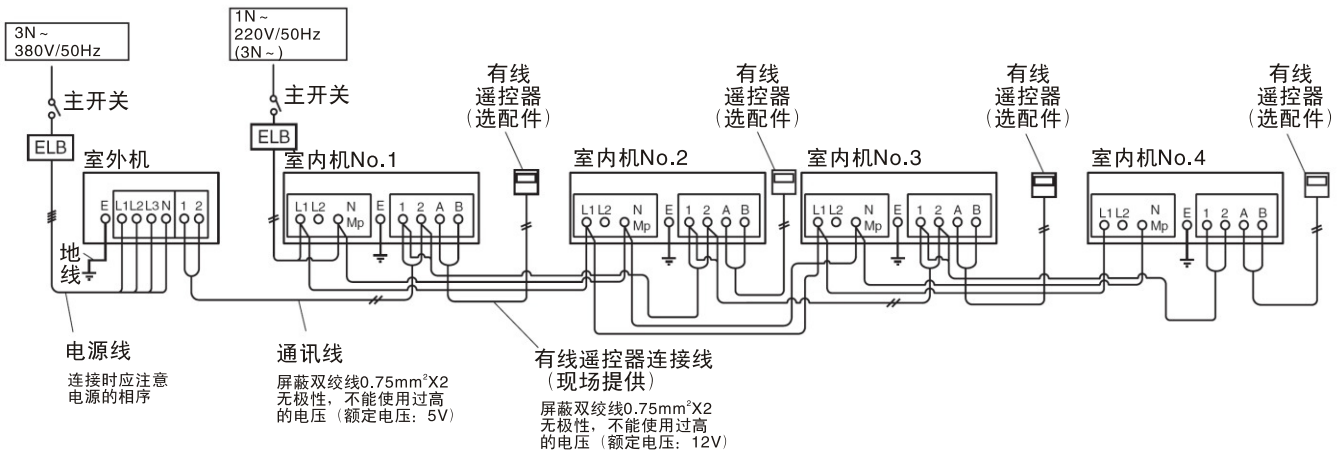 3N～
380V/50Hz
主开关
ELB
室外机
E L1 L2 L3 N 1 2
地
线
电源线
连接时应注意
电源的相序
1N～
220V/50Hz
(3N～)
主开关
ELB
室内机No.1
L1 L2 N Mp E 1 2 A B
有线
遥控器
(选配件)
室内机No.2
L1 L2 N Mp E 1 2 A B
有线
遥控器
(选配件)
室内机No.3
L1 L2 N Mp E 1 2 A B
有线
遥控器
(选配件)
室内机No.4
L1 L2 N Mp E 1 2 A B
有线
遥控器
(选配件)
通讯线
屏蔽双绞线0.75mm²X2
无极性，不能使用过高
的电压（额定电压：5V）
有线遥控器连接线
（现场提供）
屏蔽双绞线0.75mm²X2
无极性，不能使用过高
的电压（额定电压：12V）